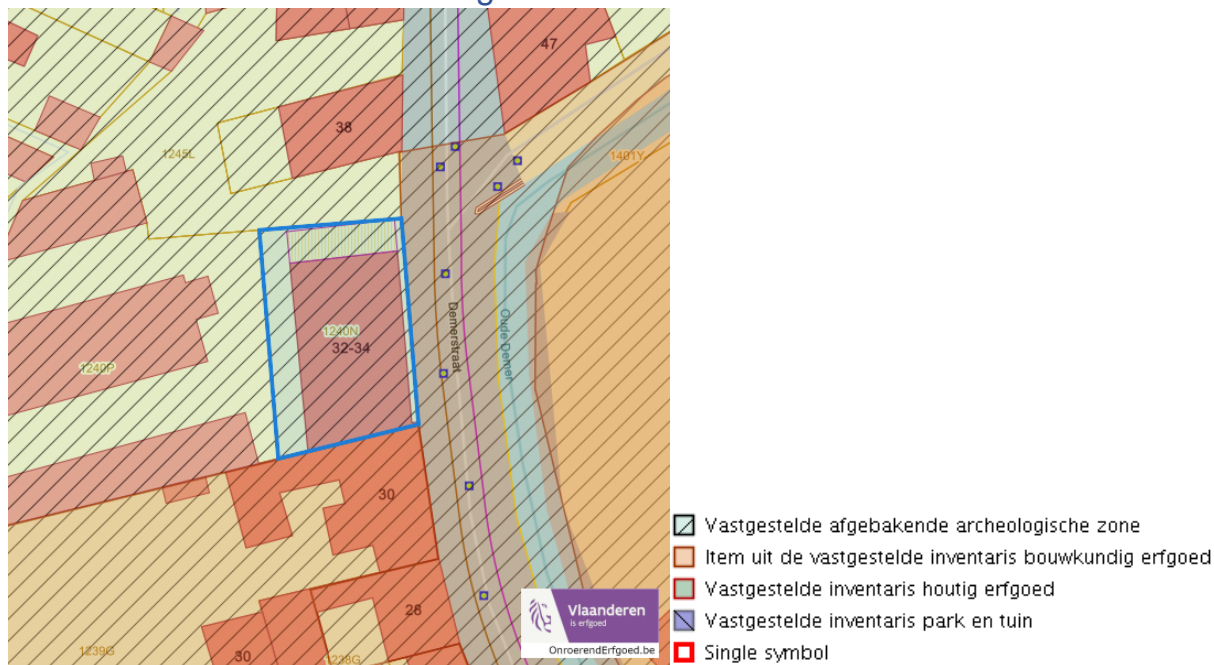 47
38
1245L
1401Y
1240N
32-34
Demerstraat
Oude Demer
1240P
30
28
30
1239G
1238G
Vlaanderen
is erfgoed
OnroerendErfgoed.be
Vastgestelde afgebakende archeologische zone
Item uit de vastgestelde inventaris bouwkundig erfgoed
Vastgestelde inventaris houtig erfgoed
Vastgestelde inventaris park en tuin
Single symbol